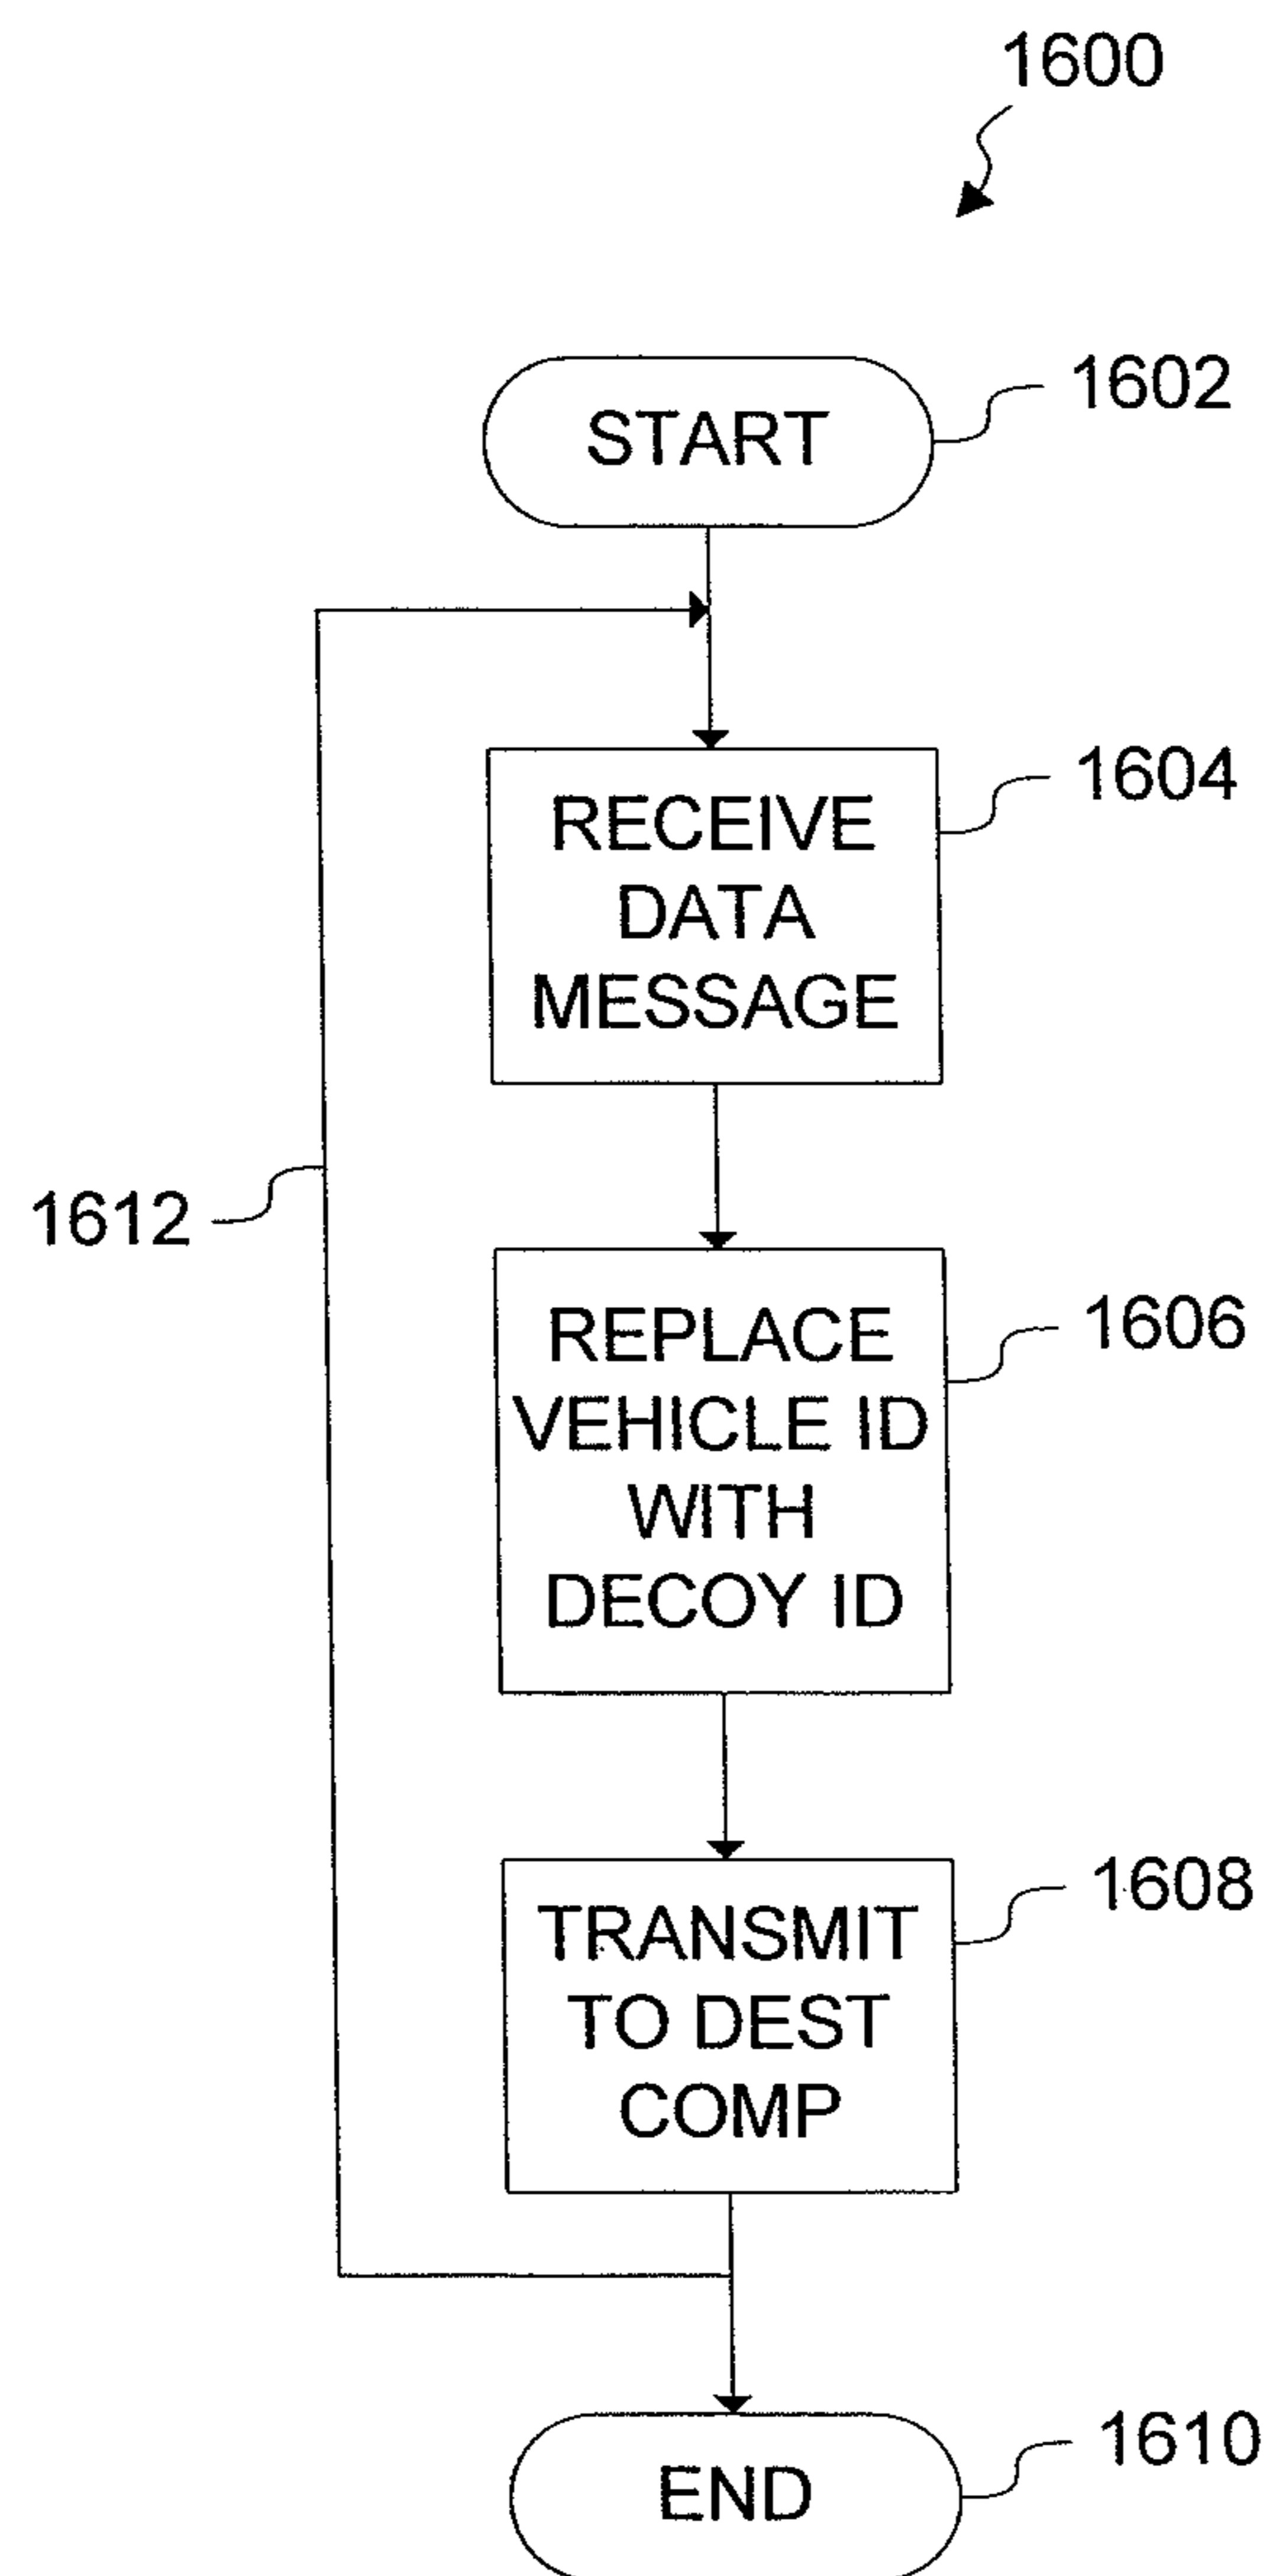 1600
START
1602
RECEIVE
DATA
MESSAGE
1604
1612
REPLACE
VEHICLE ID
WITH
DECOY ID
1606
TRANSMIT
TO DEST
COMP
1608
END
1610